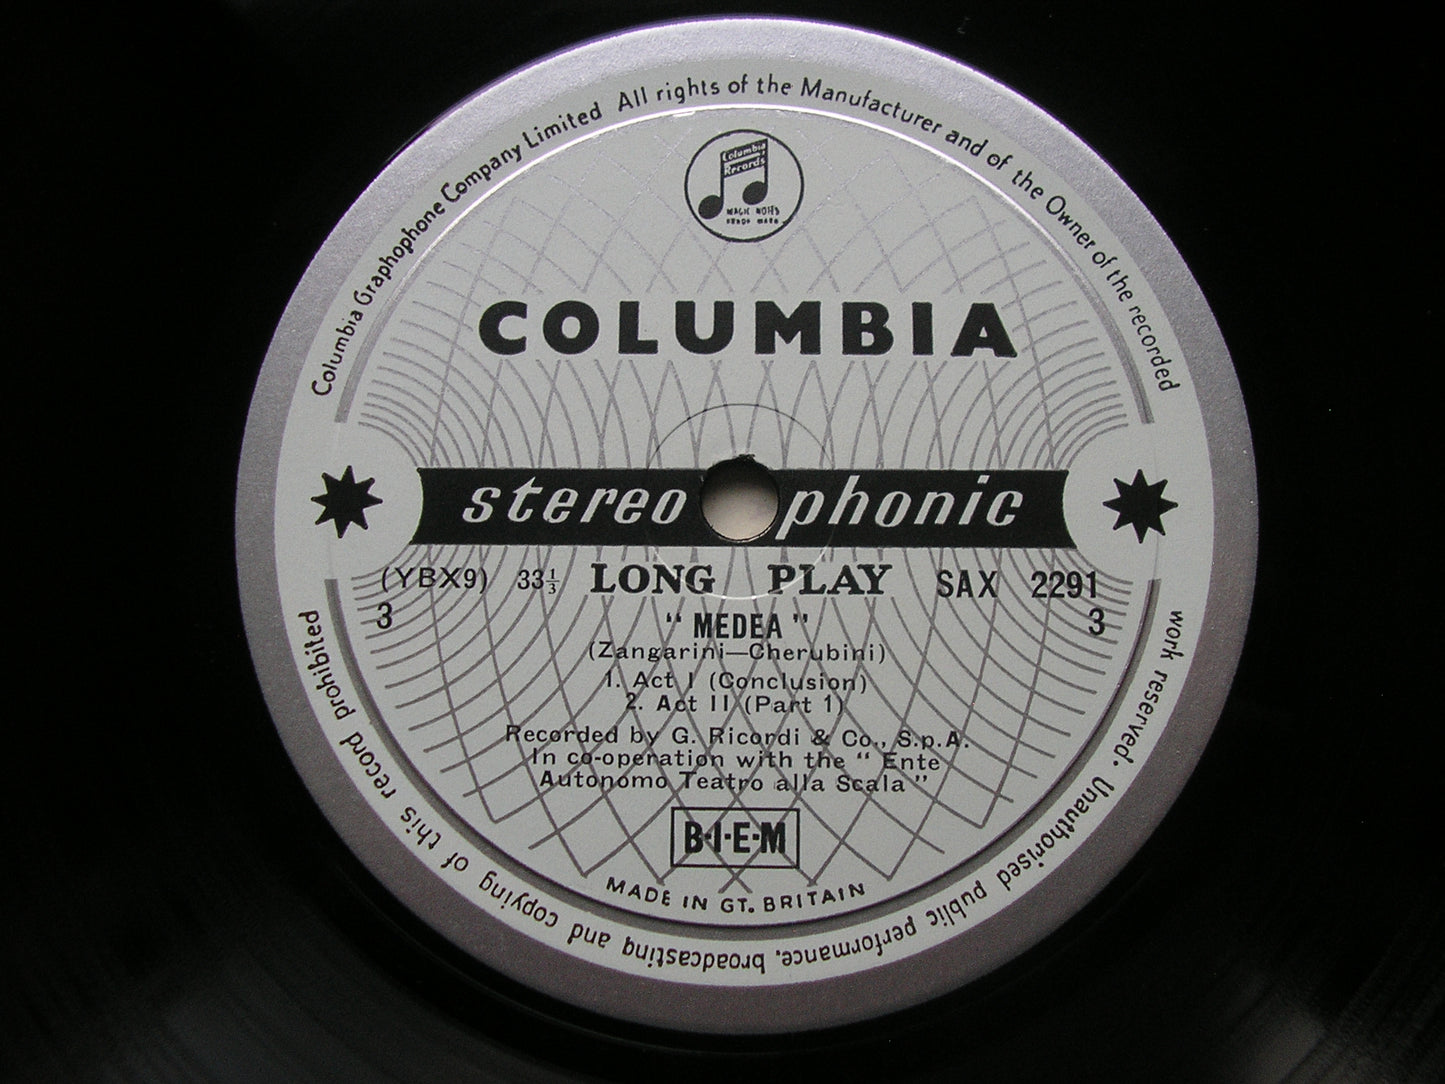 Columbia Graphophone Company Limited All rights of the Manufacturer and of the Owner of the recorded work reserved. Unauthorised public performance, broadcasting and copying of this record prohibited
Columbia
Records
MAGIC NOTES
TRADE MARK
COLUMBIA
stereo phonic
(YBX9) 33⅓ LONG PLAY SAX 2291
3 3
" MEDEA "
(Zangarini—Cherubini)
1. Act I (Conclusion)
2. Act II (Part 1)
Recorded by G. Ricordi & Co., S.p.A.
In co-operation with the " Ente
Autonomo Teatro alla Scala "
B·I·E·M
MADE IN GT. BRITAIN